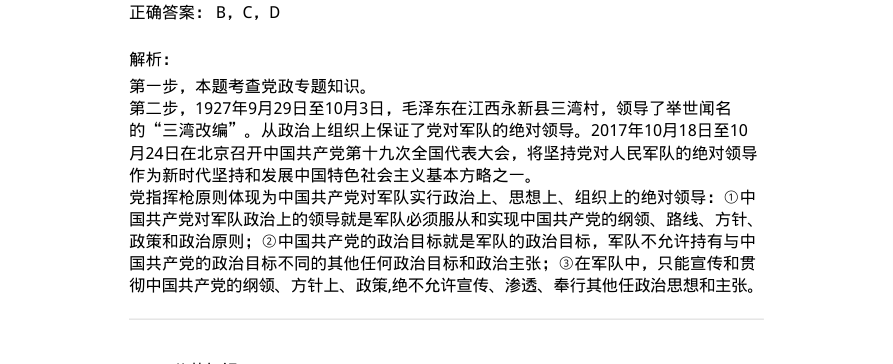 正确答案： B，C，D
解析：
第一步，本题考查党政专题知识。
第二步，1927年9月29日至10月3日，毛泽东在江西永新县三湾村，领导了举世闻名
的“三湾改编”。从政治上组织上保证了党对军队的绝对领导。2017年10月18日至10
月24日在北京召开中国共产党第十九次全国代表大会，将坚持党对人民军队的绝对领导
作为新时代坚持和发展中国特色社会主义基本方略之一。
党指挥枪原则体现为中国共产党对军队实行政治上、思想上、组织上的绝对领导：①中
国共产党对军队政治上的领导就是军队必须服从和实现中国共产党的纲领、路线、方针、
政策和政治原则；②中国共产党的政治目标就是军队的政治目标，军队不允许持有与中
国共产党的政治目标不同的其他任何政治目标和政治主张；③在军队中，只能宣传和贯
彻中国共产党的纲领、方针上、政策,绝不允许宣传、渗透、奉行其他任政治思想和主张。